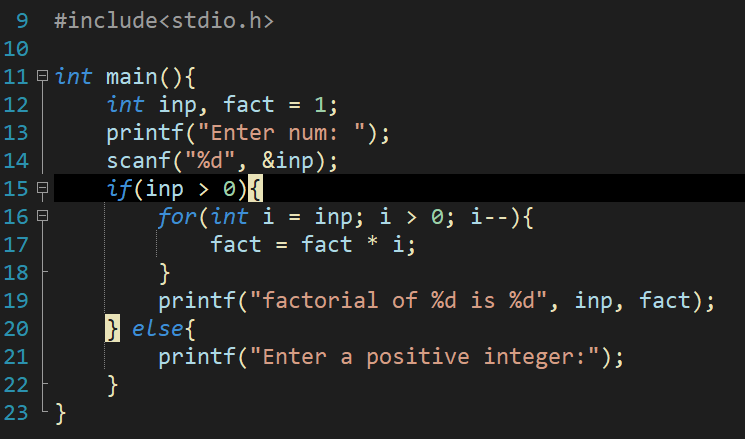 9 #include<stdio.h>
10
11 int main(){
12     int inp, fact = 1;
13     printf("Enter num: ");
14     scanf("%d", &inp);
15     if(inp > 0){
16         for(int i = inp; i > 0; i--){
17             fact = fact * i;
18         }
19         printf("factorial of %d is %d", inp, fact);
20     } else{
21         printf("Enter a positive integer:");
22     }
23 }